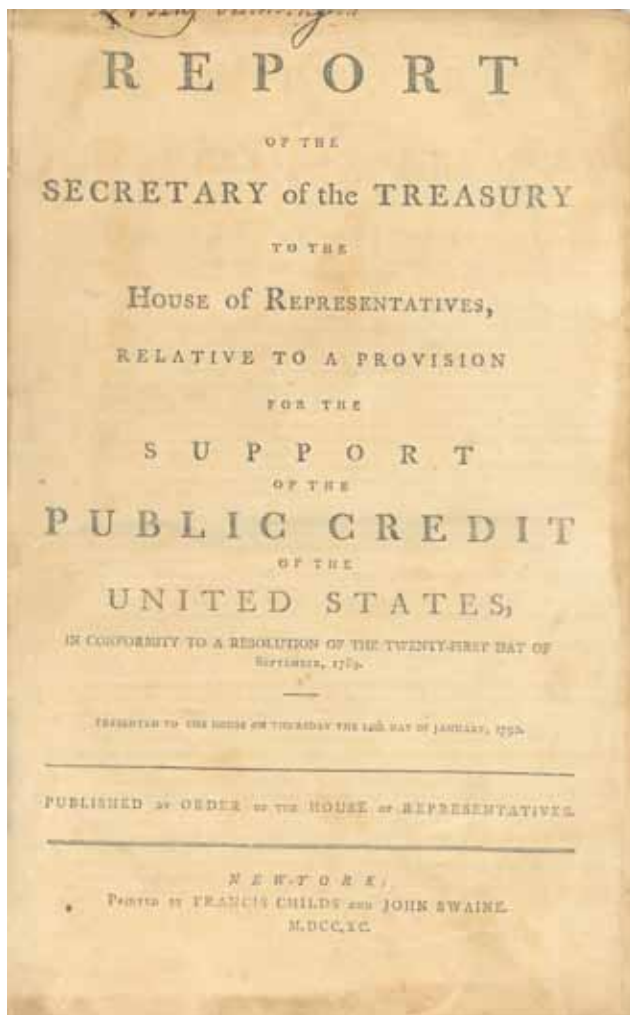 REPORT
OF THE
SECRETARY of the TREASURY
TO THE
HOUSE of REPRESENTATIVES,
RELATIVE TO A PROVISION
FOR THE
SUPPORT
OF THE
PUBLIC CREDIT
OF THE
UNITED STATES,
IN CONFORMITY TO A RESOLUTION OF THE TWENTY-FIRST DAY OF
SEPTEMBER, 1789.
PRESENTED TO THE HOUSE ON THURSDAY THE 14th DAY OF JANUARY, 1790.
PUBLISHED BY ORDER OF THE HOUSE OF REPRESENTATIVES.
NEW-YORK:
PRINTED BY FRANCIS CHILDS AND JOHN SWAINE.
M,DCC,XC.